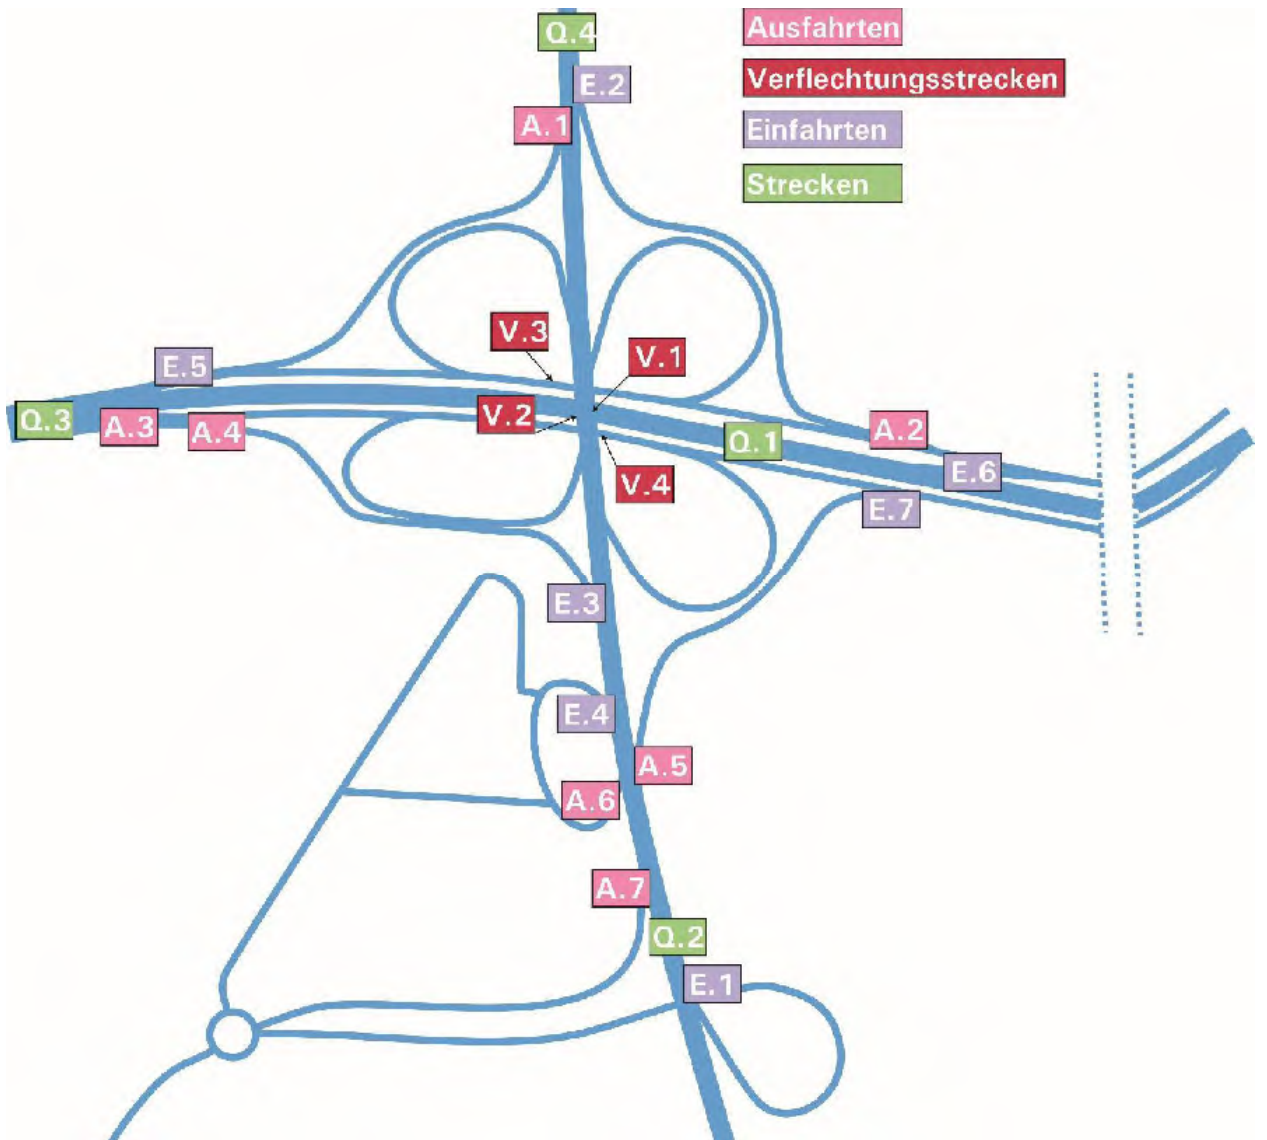 Q.4
Ausfahrten
E.2
Verflechtungsstrecken
A.1
Einfahrten
Strecken
V.3
V.1
E.5
Q.3
A.3
A.4
V.2
Q.1
A.2
E.6
V.4
E.7
E.3
E.4
A.5
A.6
A.7
Q.2
E.1